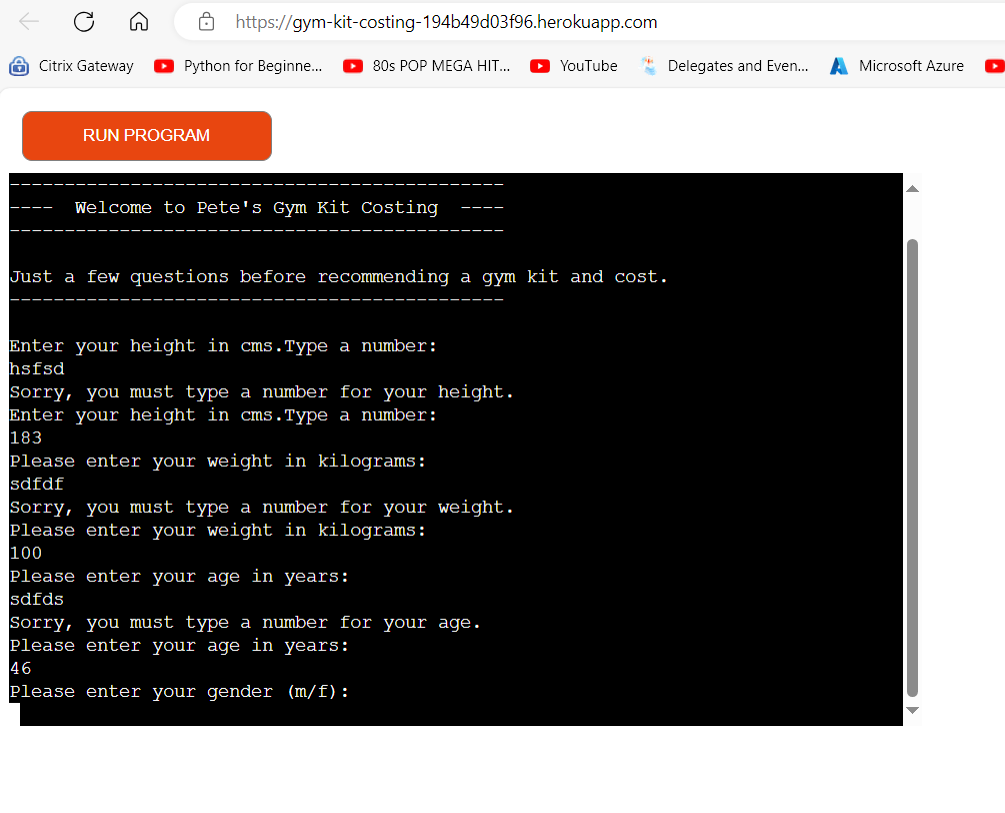 https://gym-kit-costing-194b49d03f96.herokuapp.com
Citrix Gateway Python for Beginne... 80s POP MEGA HIT... YouTube Delegates and Even... Microsoft Azure
RUN PROGRAM
---------------------------------------------
---- Welcome to Pete's Gym Kit Costing ----
---------------------------------------------
Just a few questions before recommending a gym kit and cost.
---------------------------------------------
Enter your height in cms.Type a number:
hsfsd
Sorry, you must type a number for your height.
Enter your height in cms.Type a number:
183
Please enter your weight in kilograms:
sdfdf
Sorry, you must type a number for your weight.
Please enter your weight in kilograms:
100
Please enter your age in years:
sdfds
Sorry, you must type a number for your age.
Please enter your age in years:
46
Please enter your gender (m/f):